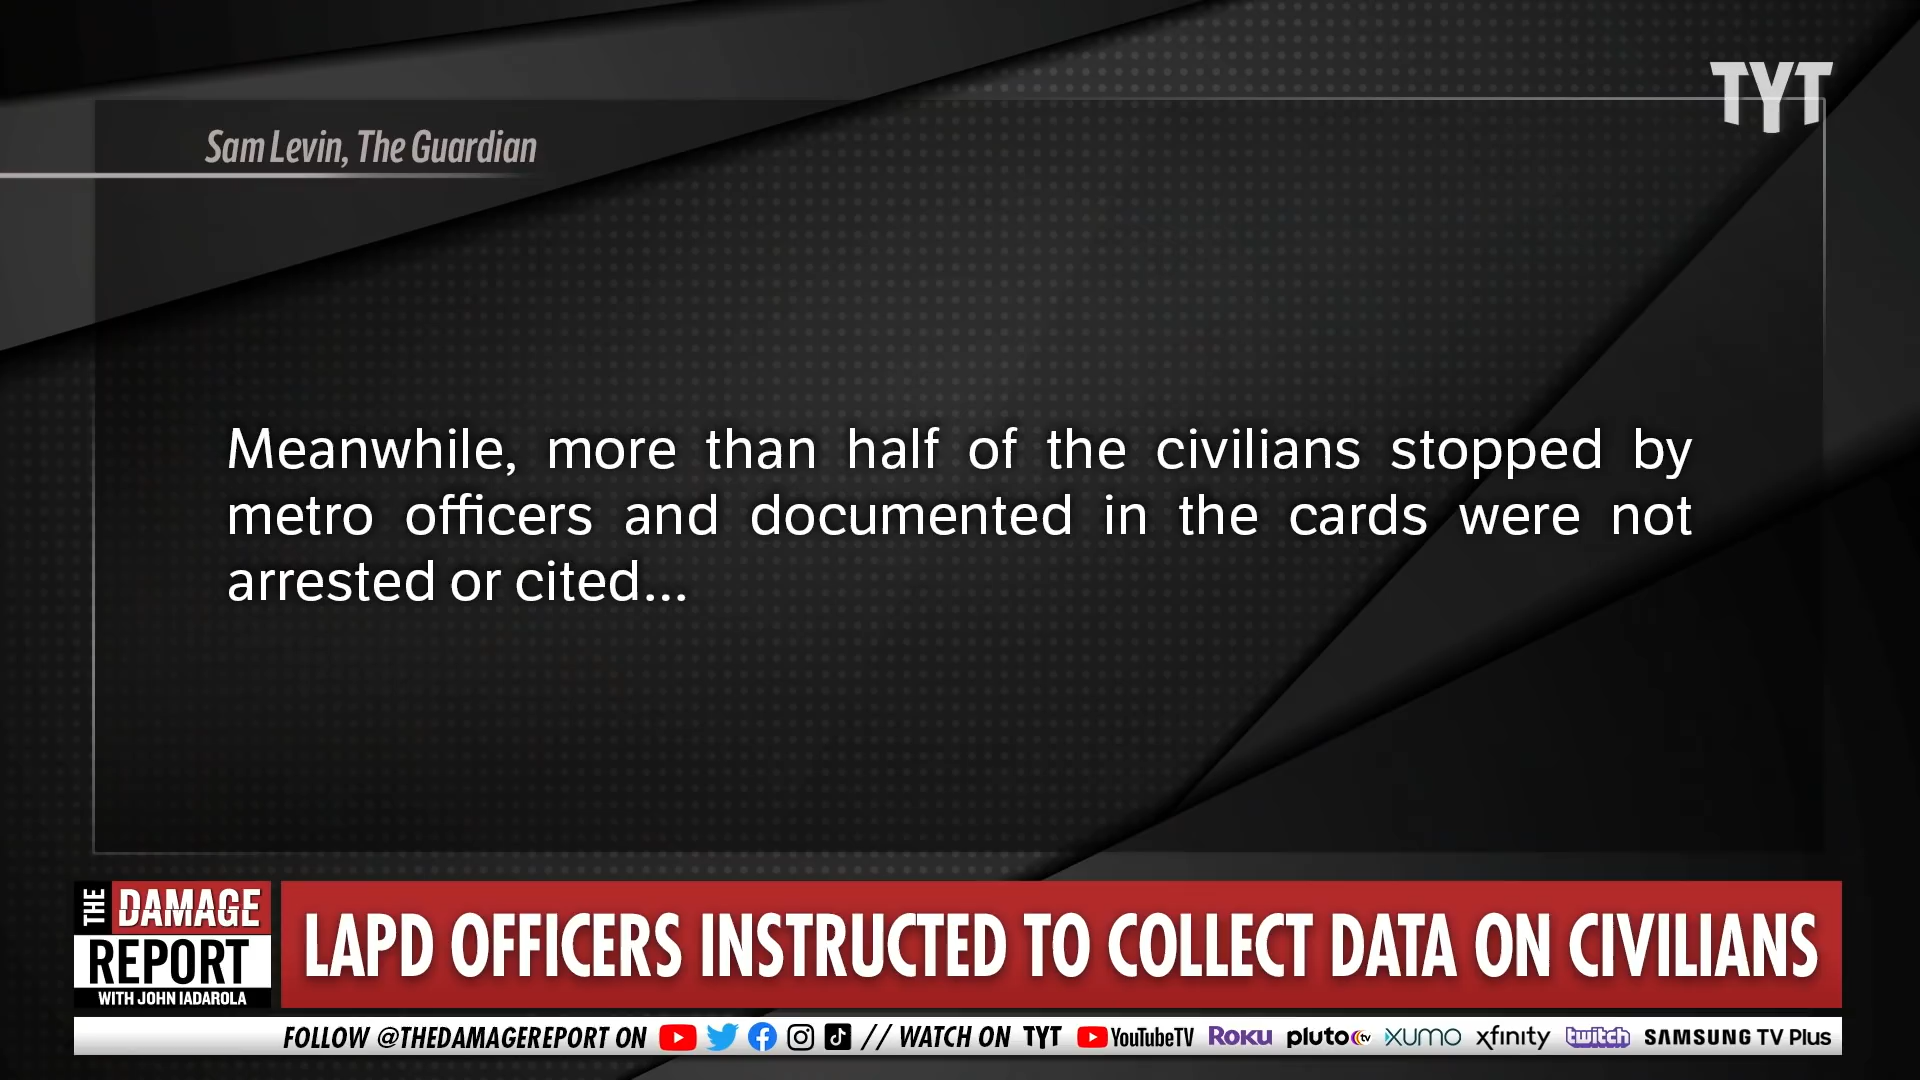 TYT
Sam Levin, The Guardian
Meanwhile, more than half of the civilians stopped by
metro officers and documented in the cards were not
arrested or cited...
THE DAMAGE
REPORT
WITH JOHN IADAROLA
LAPD OFFICERS INSTRUCTED TO COLLECT DATA ON CIVILIANS
FOLLOW @THEDAMAGEREPORT ON // WATCH ON TYT YouTubeTV ROKU pluto tv XUMO xfinity twitch SAMSUNG TV Plus